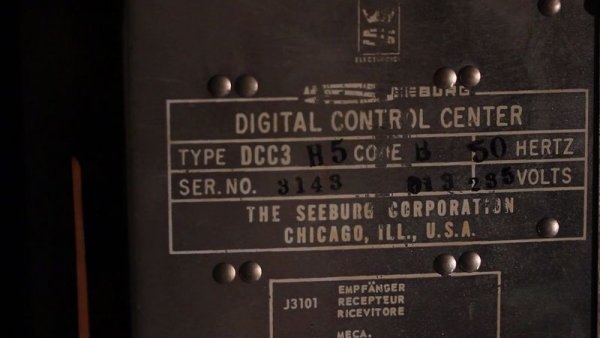 SEEBURG
DIGITAL CONTROL CENTER
TYPE DCC3 H5 CODE B 50 HERTZ
SER. NO. 3143 VOLTS
THE SEEBURG CORPORATION
CHICAGO, ILL., U.S.A.
J3101
EMPFÄNGER
RECEPTEUR
RICEVITORE
MECA.